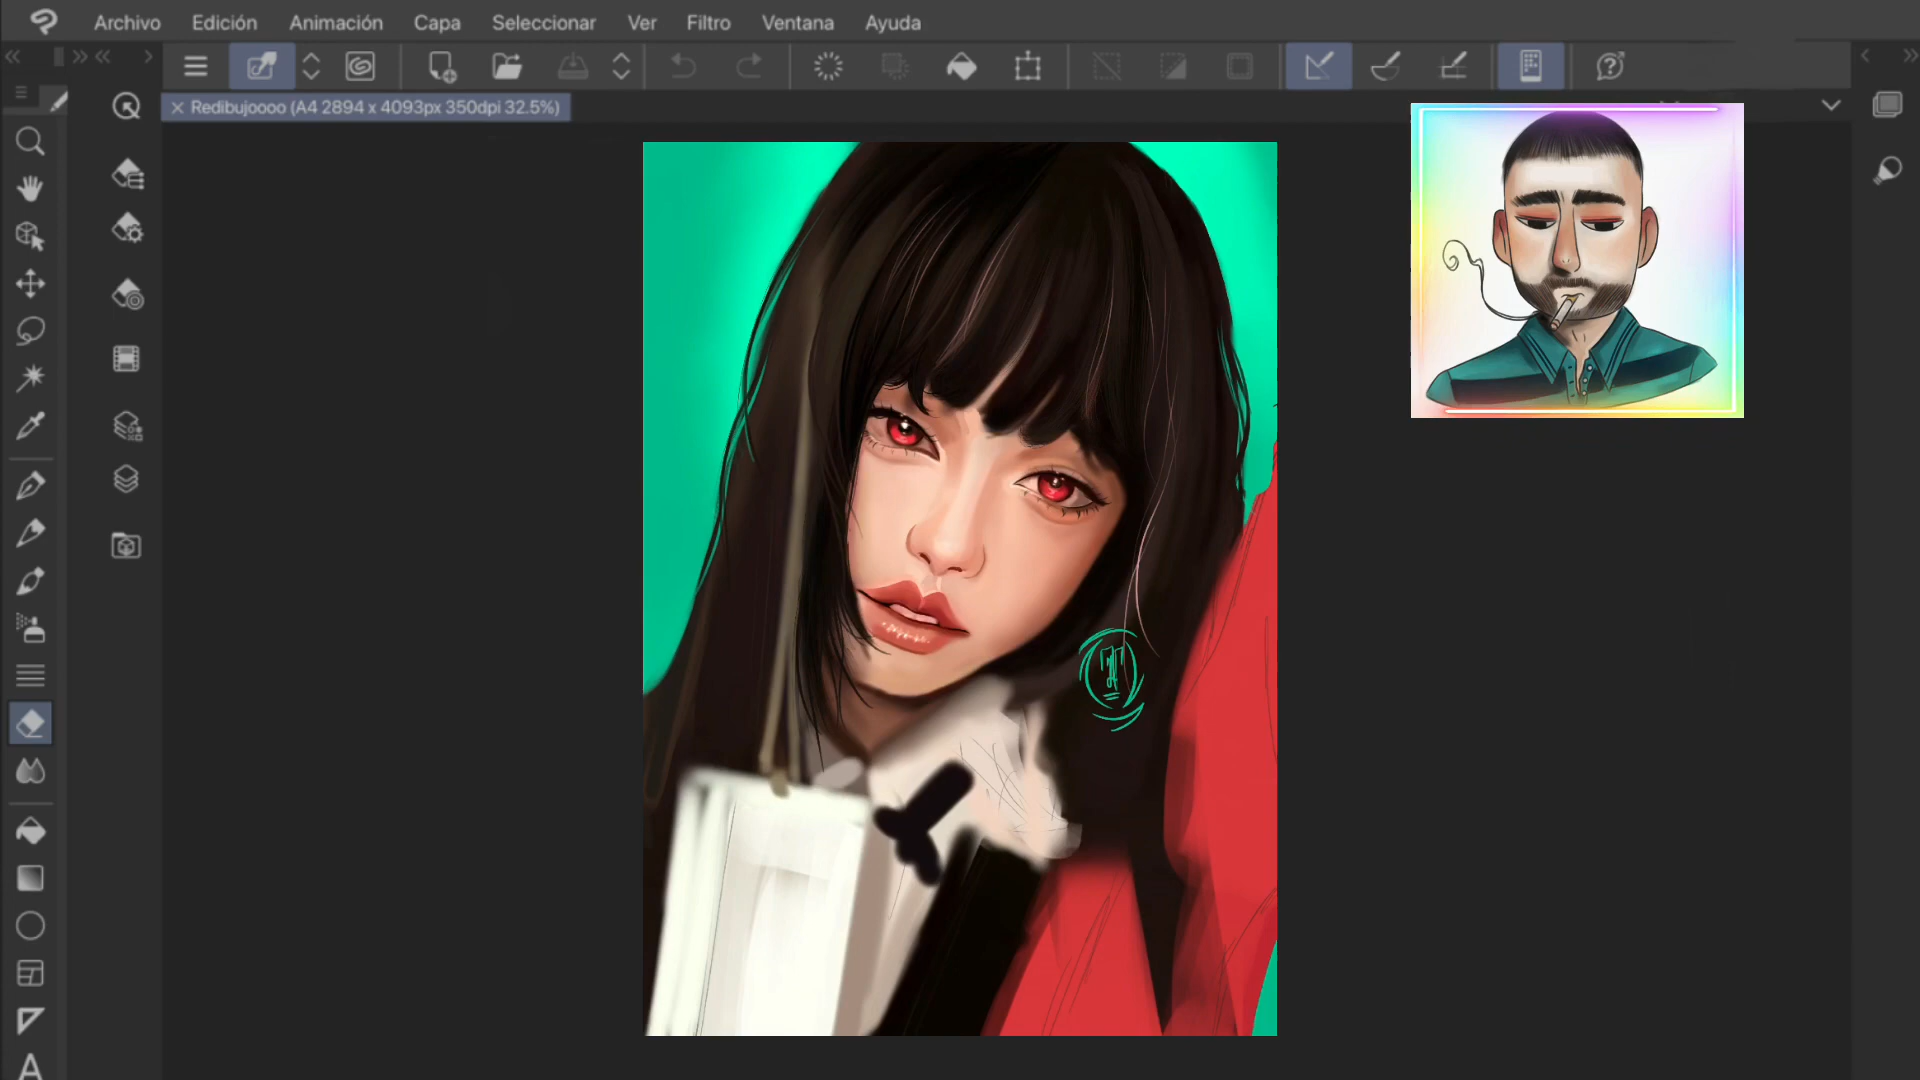 Archivo Edición Animación Capa Seleccionar Ver Filtro Ventana Ayuda
Redibujoooo (A4 2894 x 4093px 350dpi 32.5%)
A